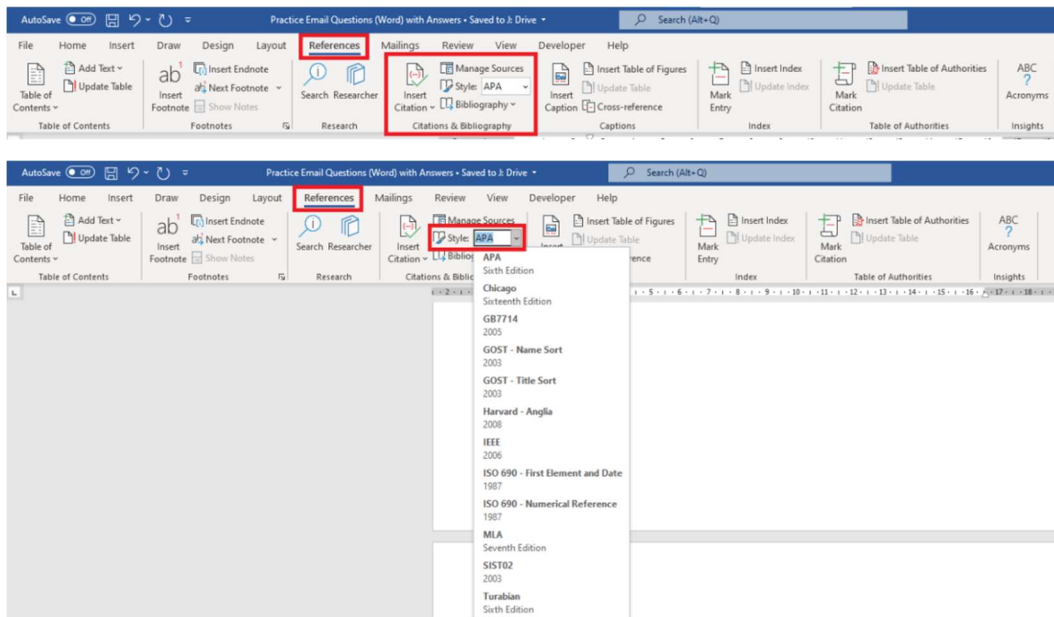 AutoSave Off Practice Email Questions (Word) with Answers • Saved to J: Drive Search (Alt+Q)
File Home Insert Draw Design Layout References Mailings Review View Developer Help
Table of Contents
Add Text
Update Table
Table of Contents
ab1 Insert Footnote
Insert Endnote
Next Footnote
Show Notes
Footnotes
Search Researcher
Research
Insert Citation
Manage Sources
Style: APA
Bibliography
Citations & Bibliography
Insert Caption
Insert Table of Figures
Update Table
Cross-reference
Captions
Mark Entry
Insert Index
Update Index
Index
Mark Citation
Insert Table of Authorities
Update Table
Table of Authorities
ABC ? Acronyms
Insights
AutoSave Off Practice Email Questions (Word) with Answers • Saved to J: Drive Search (Alt+Q)
File Home Insert Draw Design Layout References Mailings Review View Developer Help
Table of Contents
Add Text
Update Table
Table of Contents
ab1 Insert Footnote
Insert Endnote
Next Footnote
Show Notes
Footnotes
Search Researcher
Research
Insert Citation
Manage Sources
Style: APA
Bibliog
Citations & Biblic
Insert Table of Figures
Update Table
rence
Mark Entry
Insert Index
Update Index
Index
Mark Citation
Insert Table of Authorities
Update Table
Table of Authorities
ABC ? Acronyms
Insights
APA
Sixth Edition
Chicago
Sixteenth Edition
GB7714
2005
GOST - Name Sort
2003
GOST - Title Sort
2003
Harvard - Anglia
2008
IEEE
2006
ISO 690 - First Element and Date
1987
ISO 690 - Numerical Reference
1987
MLA
Seventh Edition
SIST02
2003
Turabian
Sixth Edition